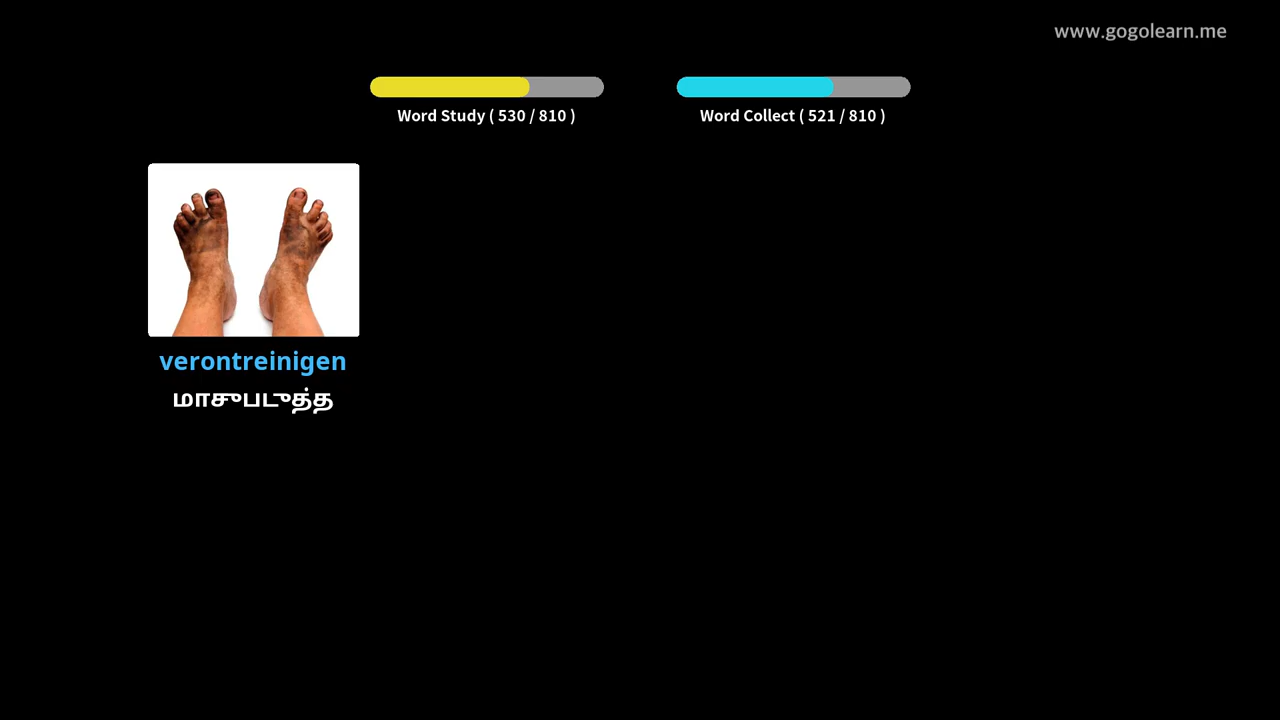 www.gogolearn.me
Word Study ( 530 / 810 )
Word Collect ( 521 / 810 )
verontreinigen
மாசுபடுத்த